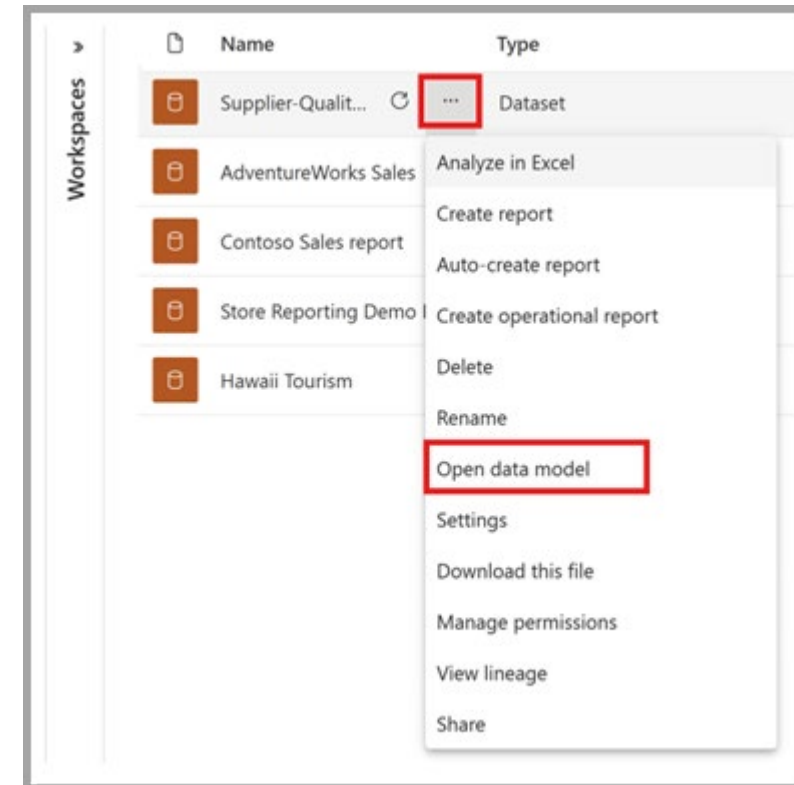 Workspaces
Name Type
Supplier-Qualit... ... Dataset
AdventureWorks Sales
Contoso Sales report
Store Reporting Demo
Hawaii Tourism
Analyze in Excel
Create report
Auto-create report
Create operational report
Delete
Rename
Open data model
Settings
Download this file
Manage permissions
View lineage
Share